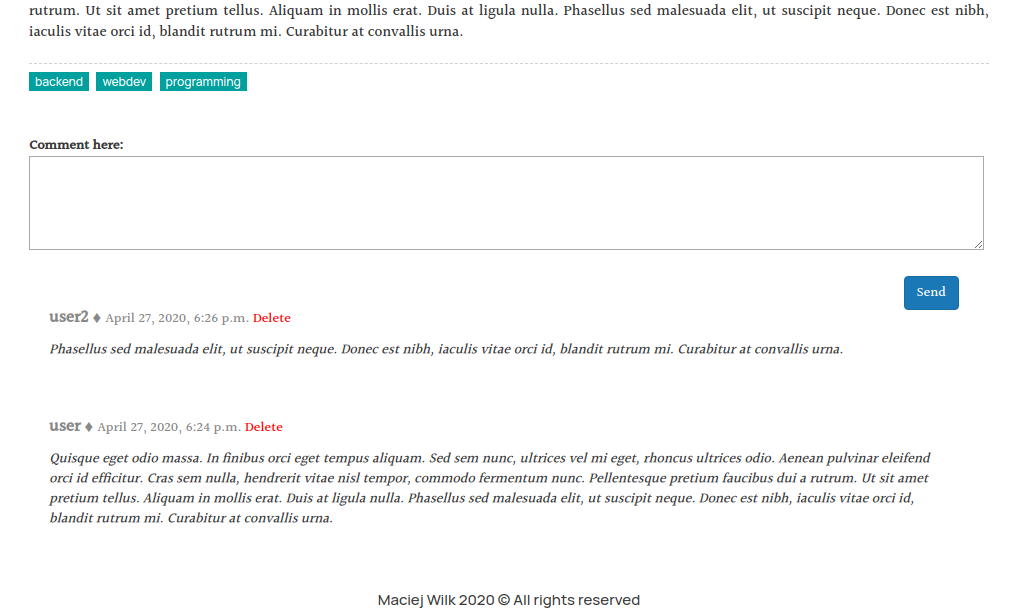 rutrum. Ut sit amet pretium tellus. Aliquam in mollis erat. Duis at ligula nulla. Phasellus sed malesuada elit, ut suscipit neque. Donec est nibh,
iaculis vitae orci id, blandit rutrum mi. Curabitur at convallis urna.
backend webdev programming
Comment here:
Send
user2 ♦ April 27, 2020, 6:26 p.m. Delete
Phasellus sed malesuada elit, ut suscipit neque. Donec est nibh, iaculis vitae orci id, blandit rutrum mi. Curabitur at convallis urna.
user ♦ April 27, 2020, 6:24 p.m. Delete
Quisque eget odio massa. In finibus orci eget tempus aliquam. Sed sem nunc, ultrices vel mi eget, rhoncus ultrices odio. Aenean pulvinar eleifend
orci id efficitur. Cras sem nulla, hendrerit vitae nisl tempor, commodo fermentum nunc. Pellentesque pretium faucibus dui a rutrum. Ut sit amet
pretium tellus. Aliquam in mollis erat. Duis at ligula nulla. Phasellus sed malesuada elit, ut suscipit neque. Donec est nibh, iaculis vitae orci id,
blandit rutrum mi. Curabitur at convallis urna.
Maciej Wilk 2020 © All rights reserved